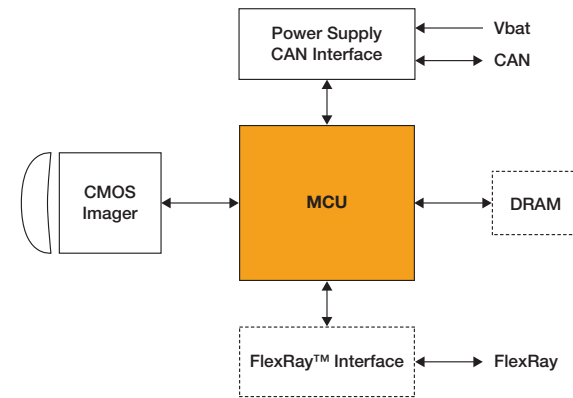 Power Supply
CAN Interface
Vbat
CAN
CMOS
Imager
MCU
DRAM
FlexRay™ Interface
FlexRay